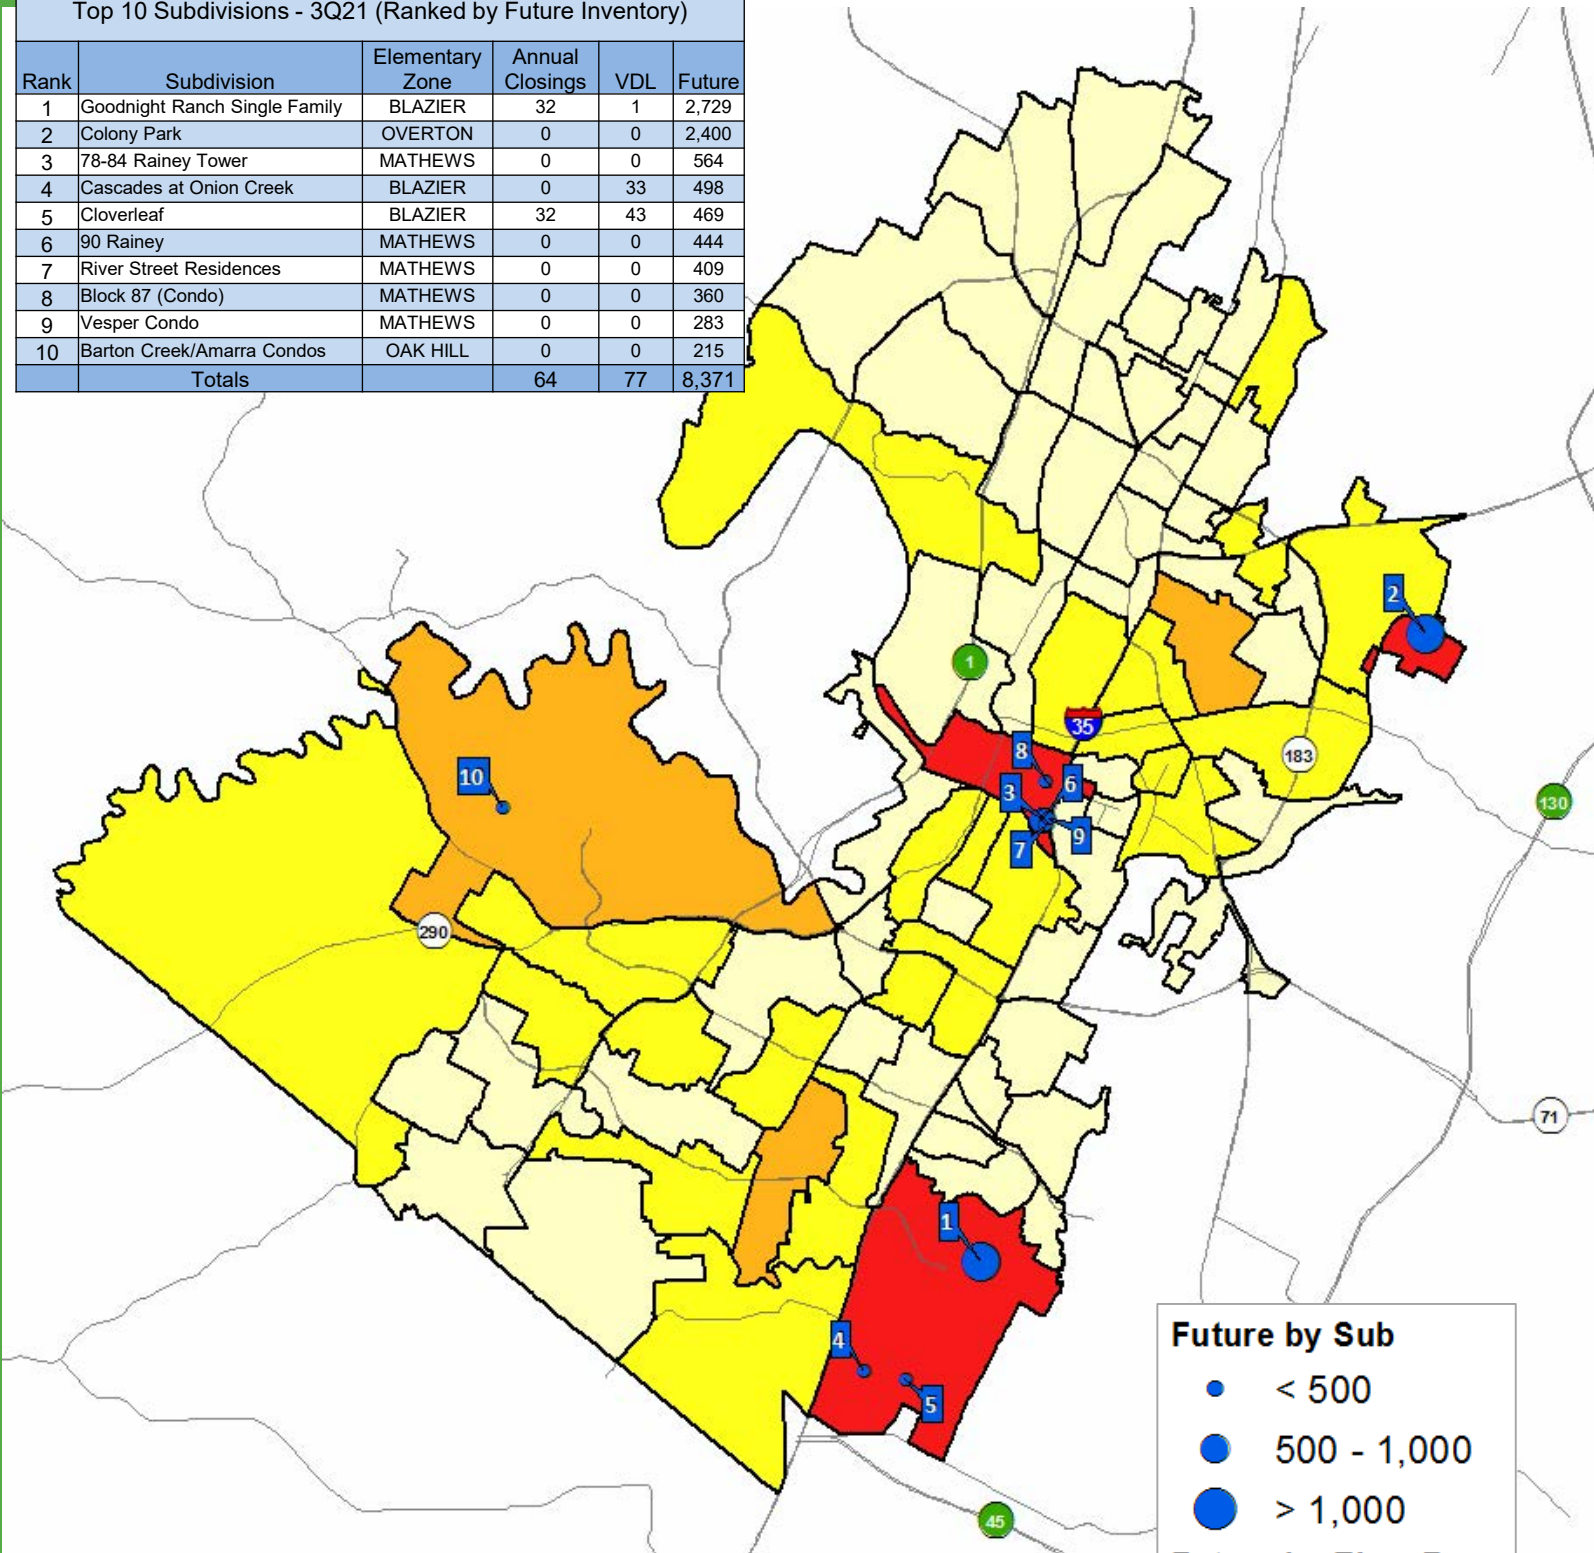 Top 10 Subdivisions - 3Q21 (Ranked by Future Inventory)
Rank Subdivision Elementary Zone Annual Closings VDL Future
1 Goodnight Ranch Single Family BLAZIER 32 1 2,729
2 Colony Park OVERTON 0 0 2,400
3 78-84 Rainey Tower MATHEWS 0 0 564
4 Cascades at Onion Creek BLAZIER 0 33 498
5 Cloverleaf BLAZIER 32 43 469
6 90 Rainey MATHEWS 0 0 444
7 River Street Residences MATHEWS 0 0 409
8 Block 87 (Condo) MATHEWS 0 0 360
9 Vesper Condo MATHEWS 0 0 283
10 Barton Creek/Amarra Condos OAK HILL 0 0 215
Totals 64 77 8,371
2
1
35
8
183
10
6
3
130
9
7
290
71
1
4
5
45
Future by Sub
< 500
500 - 1,000
> 1,000